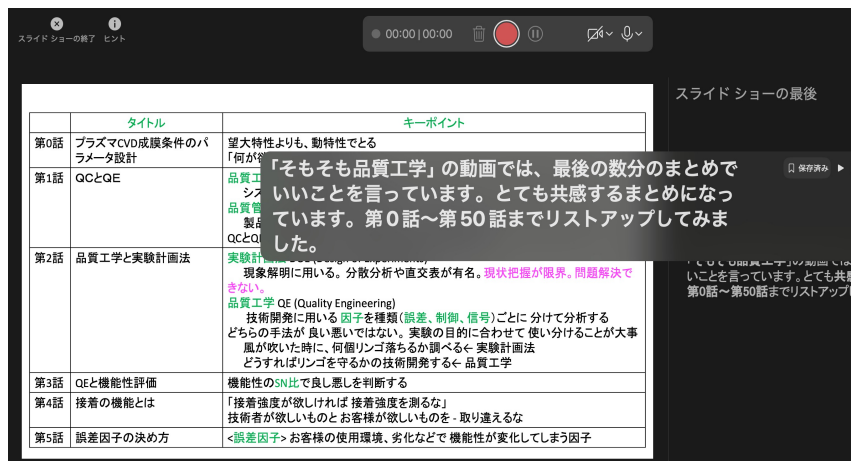 00:00|00:00
スライド ショーの終了 ヒント
スライド ショーの最後
タイトル キーポイント
第0話 プラズマCVD成膜条件のパラメータ設計
望大特性よりも、動特性でとる
「何が
第1話 QCとQE
品質工
シス
品質管
製品
QCとQ
「そもそも品質工学」の動画では、最後の数分のまとめで
いいことを言っています。とても共感するまとめになっ
ています。第０話〜第50話までリストアップしてみま
した。
保存済み
第2話 品質工学と実験計画法
実験計
現象解明に用いる。分散分析や直交表が有名。現状把握が限界。問題解決で
きない。
品質工学 QE (Quality Engineering)
技術開発に用いる 因子を種類（誤差、制御、信号）ごとに 分けて分析する
どちらの手法が 良い悪いではない。 実験の目的に合わせて 使い分けることが大事
風が吹いた時に、何個リンゴ落ちるか調べる← 実験計画法
どうすればリンゴを守るかの技術開発する← 品質工学
いことを言っています。とても共
第0話〜第50話までリストアップ
第3話 QEと機能性評価 機能性のSN比で良し悪しを判断する
第4話 接着の機能とは 「接着強度が欲しければ 接着強度を測るな」
技術者が欲しいものと お客様が欲しいものを - 取り違えるな
第5話 誤差因子の決め方 <誤差因子> お客様の使用環境、劣化などで 機能性が変化してしまう因子